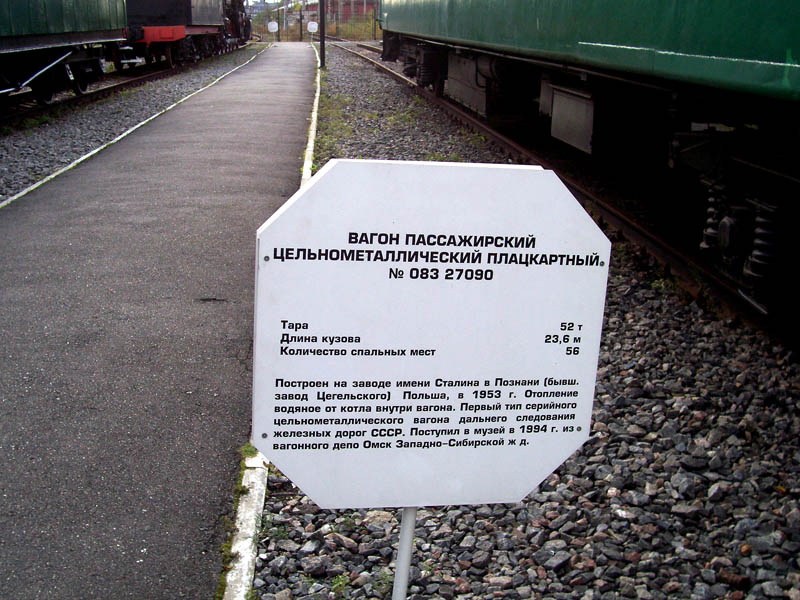 ВАГОН ПАССАЖИРСКИЙ
ЦЕЛЬНОМЕТАЛЛИЧЕСКИЙ ПЛАЦКАРТНЫЙ
№ 083 27090
Тара 52 т
Длина кузова 23,6 м
Количество спальных мест 56
Построен на заводе имени Сталина в Познани (бывш.
завод Цегельского) Польша, в 1953 г. Отопление
водяное от котла внутри вагона. Первый тип серийного
цельнометаллического вагона дальнего следования
железных дорог СССР. Поступил в музей в 1994 г. из
вагонного депо Омск Западно-Сибирской ж д.